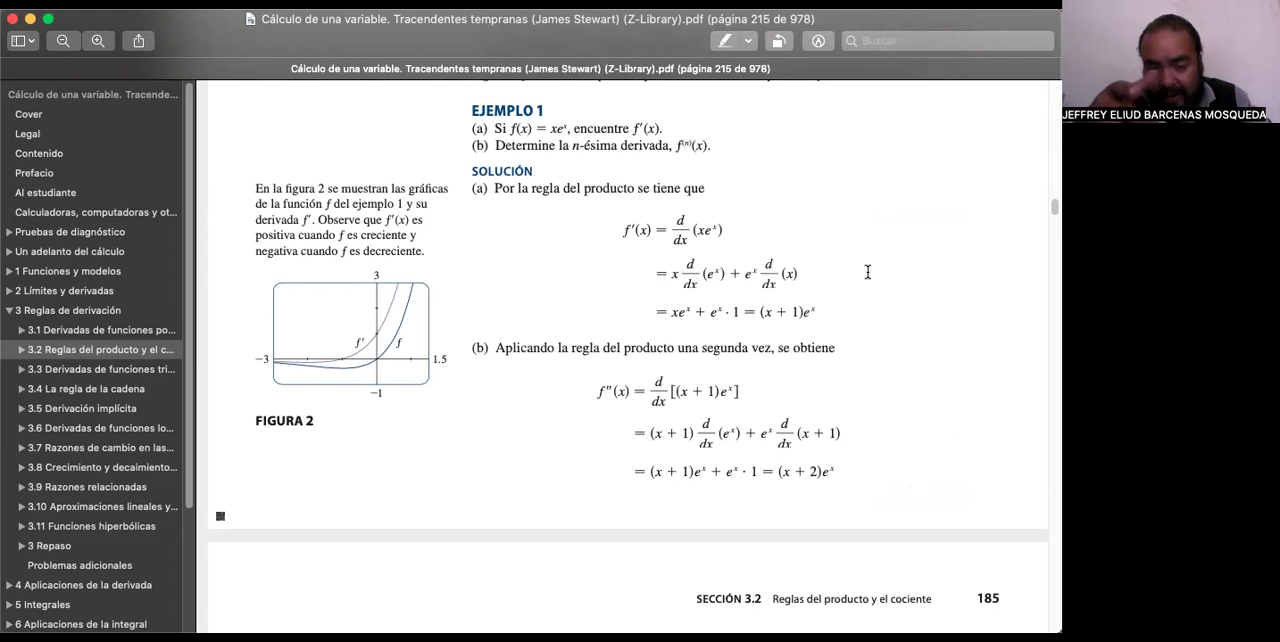 Cálculo de una variable. Tracendentes tempranas (James Stewart) (Z-Library).pdf (página 215 de 978)
Buscar
Cálculo de una variable. Tracendentes tempranas (James Stewart) (Z-Library).pdf (página 215 de 978)
Cálculo de una variable. Tracende...
Cover
Legal
Contenido
Prefacio
Al estudiante
Calculadoras, computadoras y ot...
Pruebas de diagnóstico
Un adelanto del cálculo
1 Funciones y modelos
2 Límites y derivadas
3 Reglas de derivación
3.1 Derivadas de funciones po...
3.2 Reglas del producto y el c...
3.3 Derivadas de funciones tri...
3.4 La regla de la cadena
3.5 Derivación implícita
3.6 Derivadas de funciones lo...
3.7 Razones de cambio en las...
3.8 Crecimiento y decaimiento...
3.9 Razones relacionadas
3.10 Aproximaciones lineales y...
3.11 Funciones hiperbólicas
3 Repaso
Problemas adicionales
4 Aplicaciones de la derivada
5 Integrales
6 Aplicaciones de la integral
EJEMPLO 1
(a) Si f(x) = xeˣ, encuentre f′(x).
(b) Determine la n-ésima derivada, f⁽ⁿ⁾(x).
SOLUCIÓN
(a) Por la regla del producto se tiene que
f′(x) = d/dx (xeˣ)
= x d/dx (eˣ) + eˣ d/dx (x)
= xeˣ + eˣ · 1 = (x + 1)eˣ
(b) Aplicando la regla del producto una segunda vez, se obtiene
f″(x) = d/dx [(x + 1)eˣ]
= (x + 1) d/dx (eˣ) + eˣ d/dx (x + 1)
= (x + 1)eˣ + eˣ · 1 = (x + 2)eˣ
En la figura 2 se muestran las gráficas
de la función f del ejemplo 1 y su
derivada f′. Observe que f′(x) es
positiva cuando f es creciente y
negativa cuando f es decreciente.
3
f′ f
−3 1.5
−1
FIGURA 2
SECCIÓN 3.2 Reglas del producto y el cociente 185
JEFFREY ELIUD BARCENAS MOSQUEDA